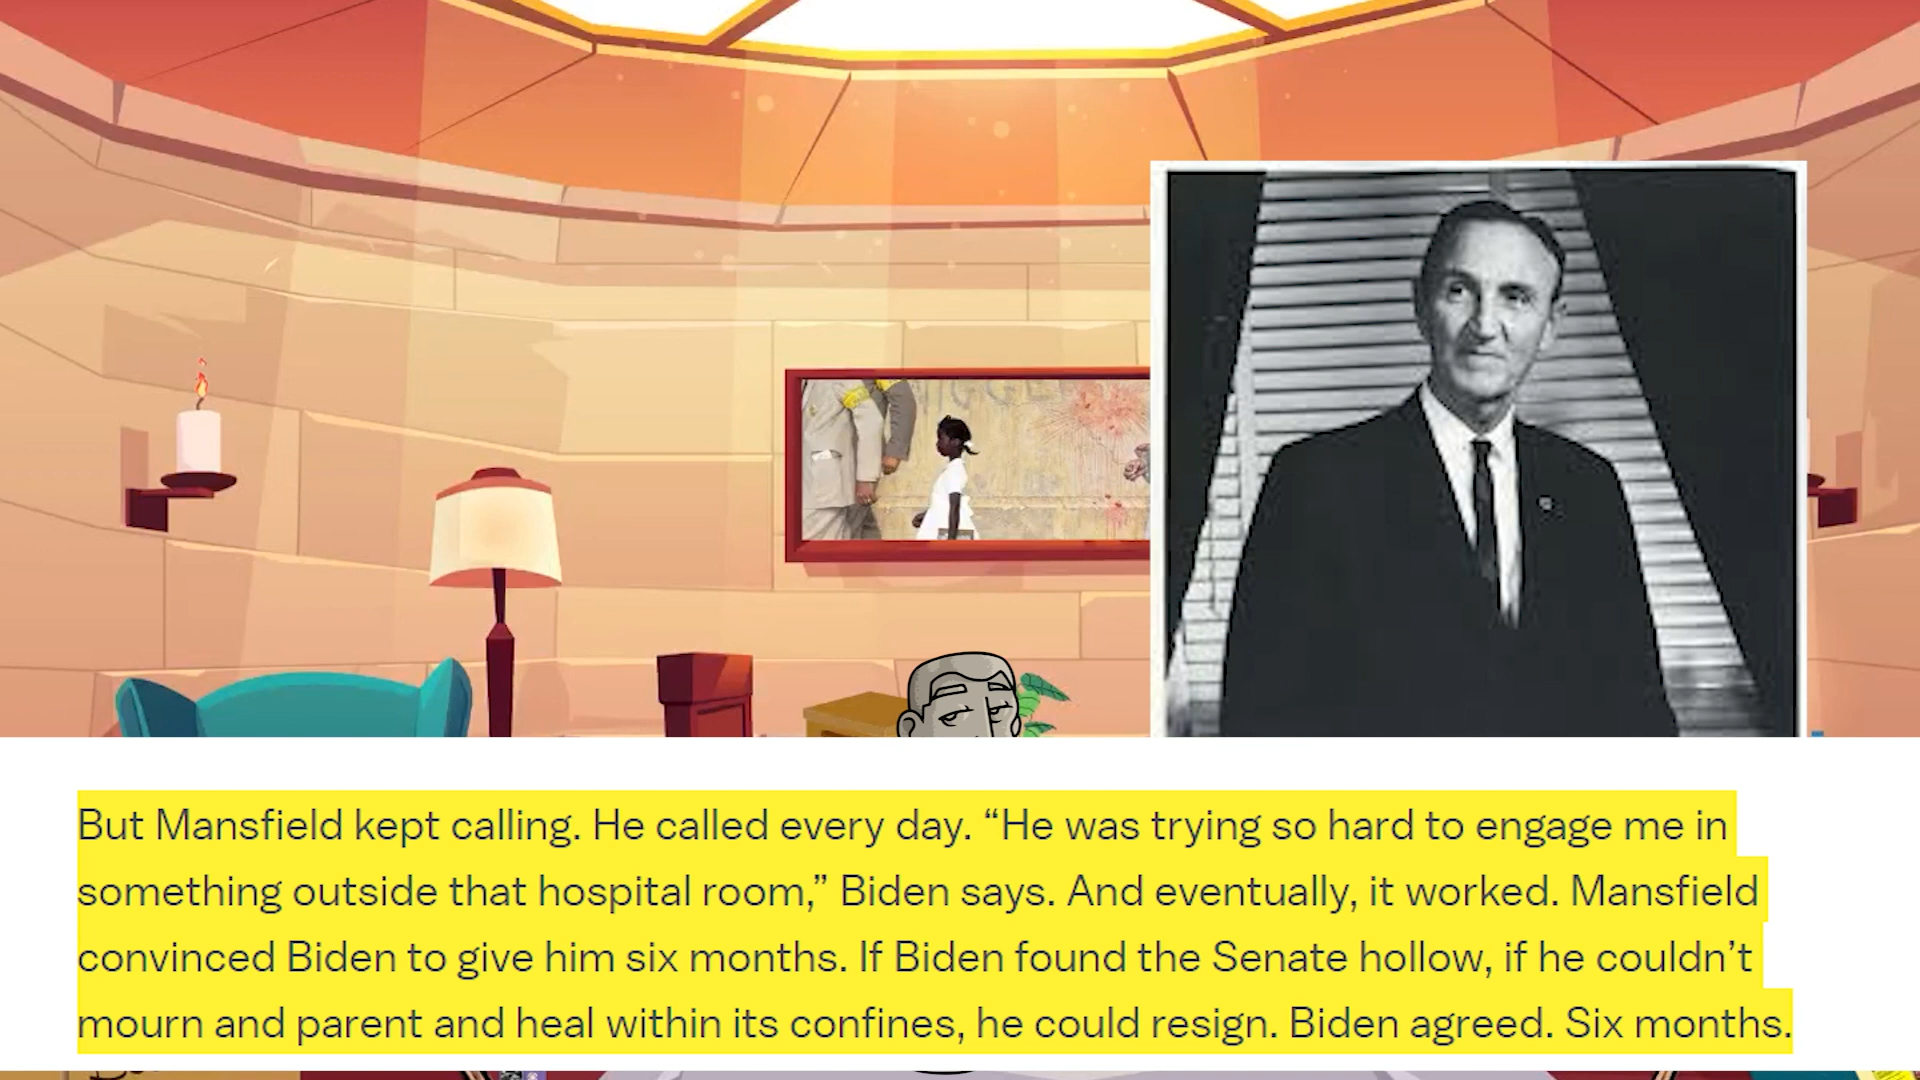 But Mansfield kept calling. He called every day. “He was trying so hard to engage me in
something outside that hospital room,” Biden says. And eventually, it worked. Mansfield
convinced Biden to give him six months. If Biden found the Senate hollow, if he couldn’t
mourn and parent and heal within its confines, he could resign. Biden agreed. Six months.